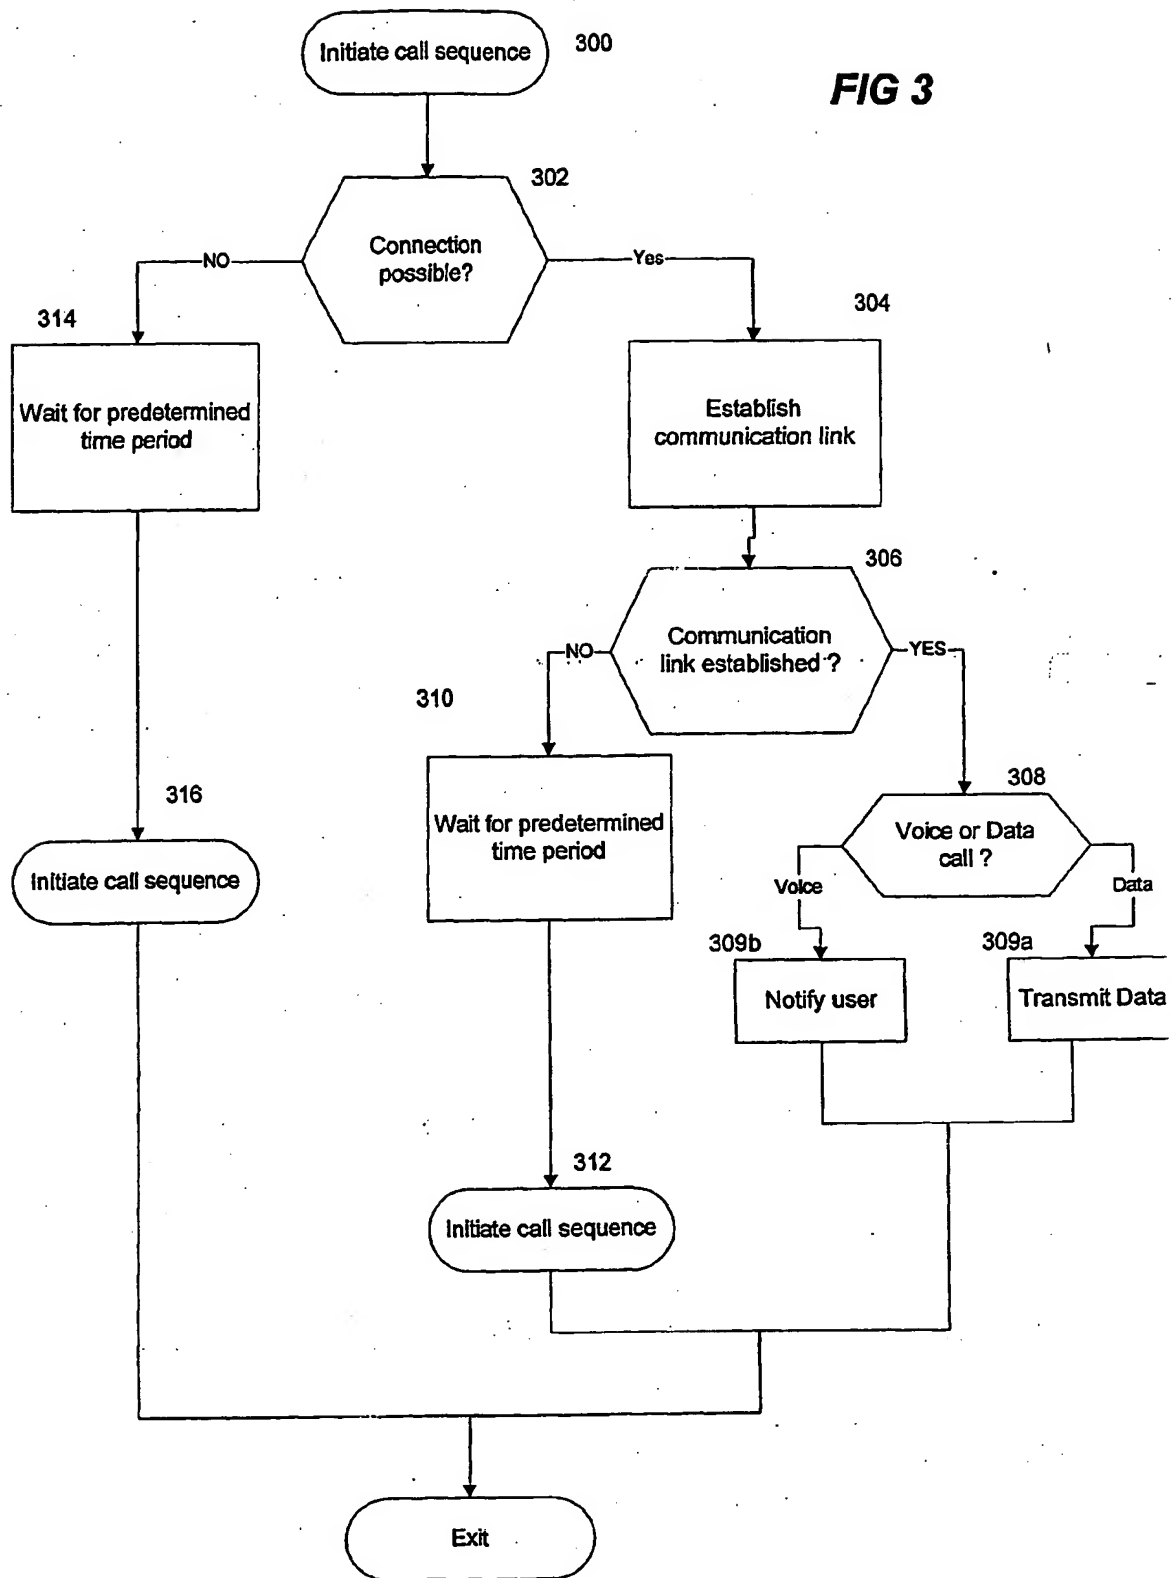 Initiate call sequence
300
FIG 3
302
Connection
possible?
NO
Yes
314
304
Wait for predetermined
time period
Establish
communication link
306
Communication
link established ?
NO
YES
310
308
316
Wait for predetermined
time period
Voice or Data
call ?
Initiate call sequence
Voice
Data
309b
309a
Notify user
Transmit Data
312
Initiate call sequence
Exit